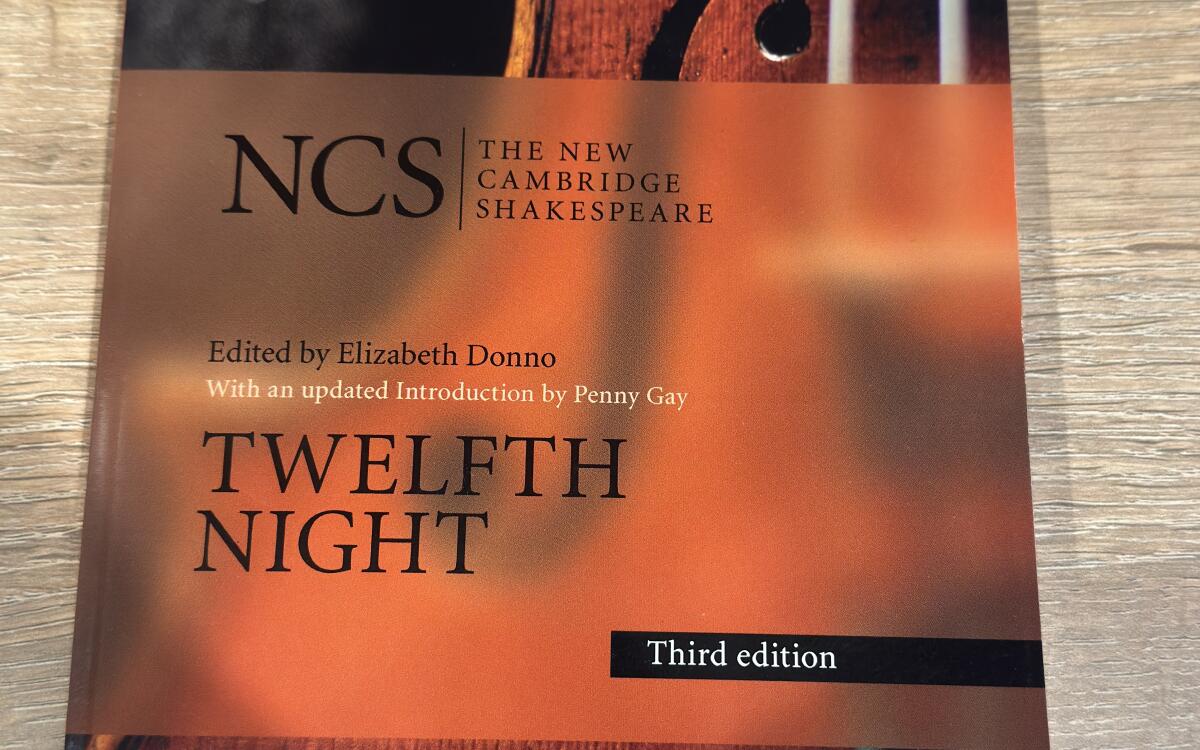 NCS
THE NEW
CAMBRIDGE
SHAKESPEARE
Edited by Elizabeth Donno
With an updated Introduction by Penny Gay
TWELFTH
NIGHT
Third edition